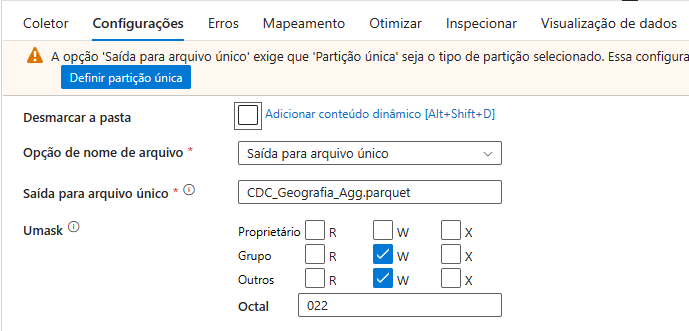 Coletor Configurações Erros Mapeamento Otimizar Inspecionar Visualização de dados
A opção 'Saída para arquivo único' exige que 'Partição única' seja o tipo de partição selecionado. Essa configura
Definir partição única
Desmarcar a pasta Adicionar conteúdo dinâmico [Alt+Shift+D]
Opção de nome de arquivo * Saída para arquivo único
Saída para arquivo único * CDC_Geografia_Agg.parquet
Umask Proprietário R W X
Grupo R W X
Outros R W X
Octal 022